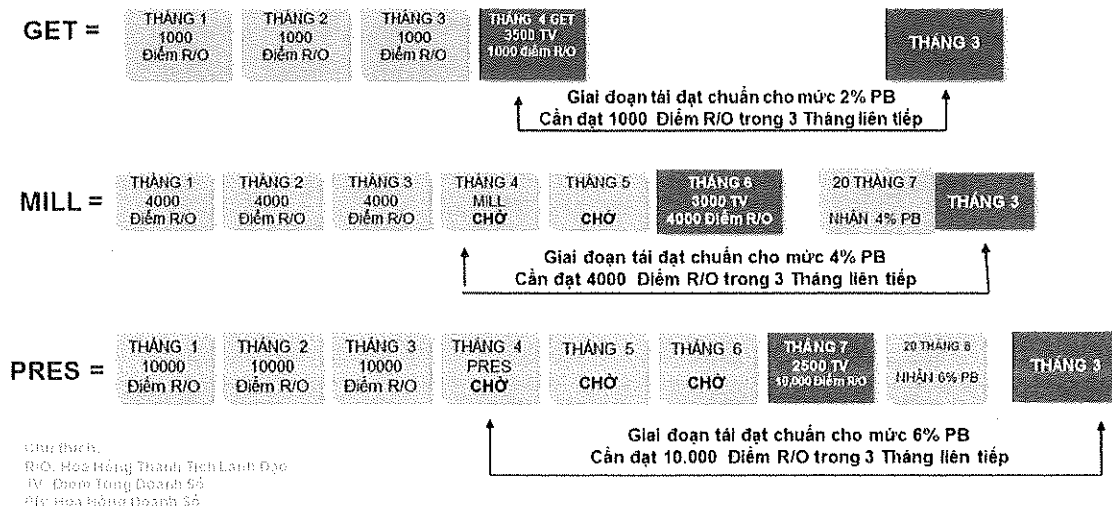 GET =
THÁNG 1
1000
Điểm R/O
THÁNG 2
1000
Điểm R/O
THÁNG 3
1000
Điểm R/O
THÁNG 4 GET
3500 TV
1000 điểm R/O
THÁNG 3
Giai đoạn tái đạt chuẩn cho mức 2% PB
Cần đạt 1000 Điểm R/O trong 3 Tháng liên tiếp
MILL =
THÁNG 1
4000
Điểm R/O
THÁNG 2
4000
Điểm R/O
THÁNG 3
4000
Điểm R/O
THÁNG 4
MILL
CHỜ
THÁNG 5
CHỜ
THÁNG 6
3000 TV
4000 Điểm R/O
20 THÁNG 7
NHẬN 4% PB
THÁNG 3
Giai đoạn tái đạt chuẩn cho mức 4% PB
Cần đạt 4000 Điểm R/O trong 3 Tháng liên tiếp
PRES =
THÁNG 1
10000
Điểm R/O
THÁNG 2
10000
Điểm R/O
THÁNG 3
10000
Điểm R/O
THÁNG 4
PRES
CHỜ
THÁNG 5
CHỜ
THÁNG 6
CHỜ
THÁNG 7
2500 TV
10,000 Điểm R/O
20 THÁNG 8
NHẬN 6% PB
THÁNG 3
Giai đoạn tái đạt chuẩn cho mức 6% PB
Cần đạt 10.000 Điểm R/O trong 3 Tháng liên tiếp
Chú thích:
R/O: Hoa Hồng Thành Tích Lãnh Đạo
TV: Điểm Tổng Doanh Số
Hoa Hồng Doanh Số